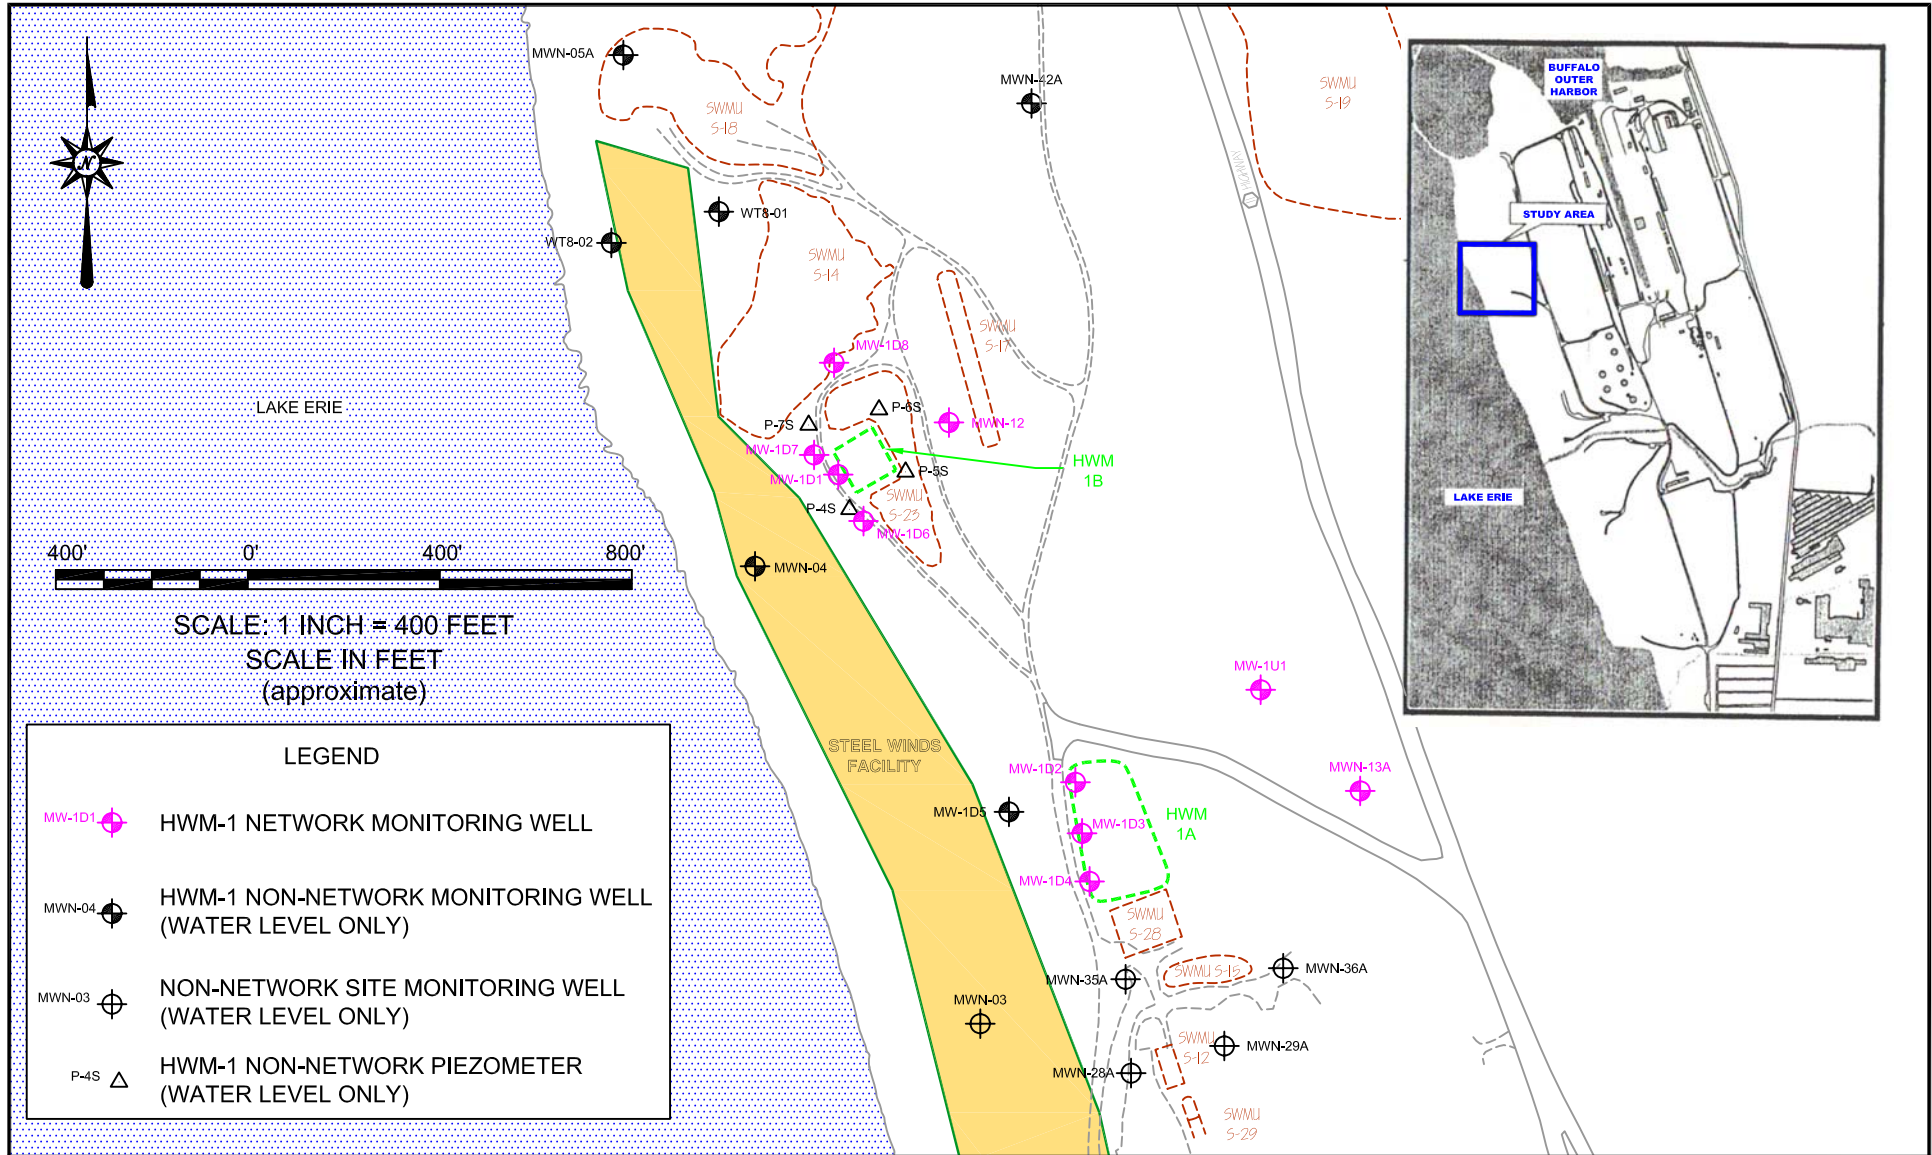 MWN-05A
MWN-42A
SWMU
S-18
SWMU
S-19
HIGHWAY
BUFFALO
OUTER
HARBOR
STUDY AREA
LAKE ERIE
N
WT8-01
WT8-02
SWMU
S-14
SWMU
S-17
MW-1D8
P-6S
P-7S
MWN-12
MW-1D7
MW-1D1
P-5S
HWM
1B
P-4S
SWMU
S-23
MW-1D6
MWN-04
LAKE ERIE
400'
0'
400'
800'
SCALE: 1 INCH = 400 FEET
SCALE IN FEET
(approximate)
MW-1U1
MWN-13A
STEEL WINDS
FACILITY
MW-1D2
MW-1D5
MW-1D3
HWM
1A
MW-1D4
SWMU
S-28
MWN-35A
SWMU S-15
MWN-36A
MWN-03
SWMU
S-12
MWN-29A
MWN-28A
SWMU
S-29
LEGEND
MW-1D1
HWM-1 NETWORK MONITORING WELL
MWN-04
HWM-1 NON-NETWORK MONITORING WELL
(WATER LEVEL ONLY)
MWN-03
NON-NETWORK SITE MONITORING WELL
(WATER LEVEL ONLY)
P-4S
HWM-1 NON-NETWORK PIEZOMETER
(WATER LEVEL ONLY)